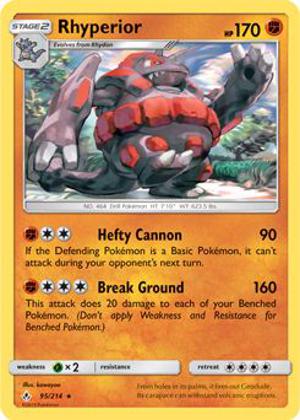 STAGE 2
Rhyperior
HP 170
Evolves from Rhydon
NO. 464 Drill Pokémon HT: 7'10" WT: 623.5 lbs.
Hefty Cannon 90
If the Defending Pokémon is a Basic Pokémon, it can't
attack during your opponent's next turn.
Break Ground 160
This attack does 20 damage to each of your Benched
Pokémon. (Don't apply Weakness and Resistance
for Benched Pokémon.)
weakness × 2 resistance retreat
Illus. kawayoo
From holes in its palms, it fires out Geodude.
Its carapace can withstand volcanic eruptions.
95/214 ★
©2019 Pokémon